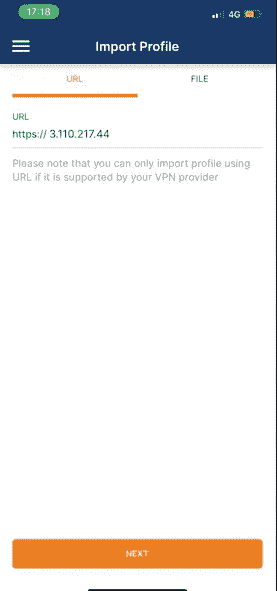 17:18
4G
Import Profile
URL
FILE
URL
https:// 3.110.217.44
Please note that you can only import profile using
URL if it is supported by your VPN provider
NEXT